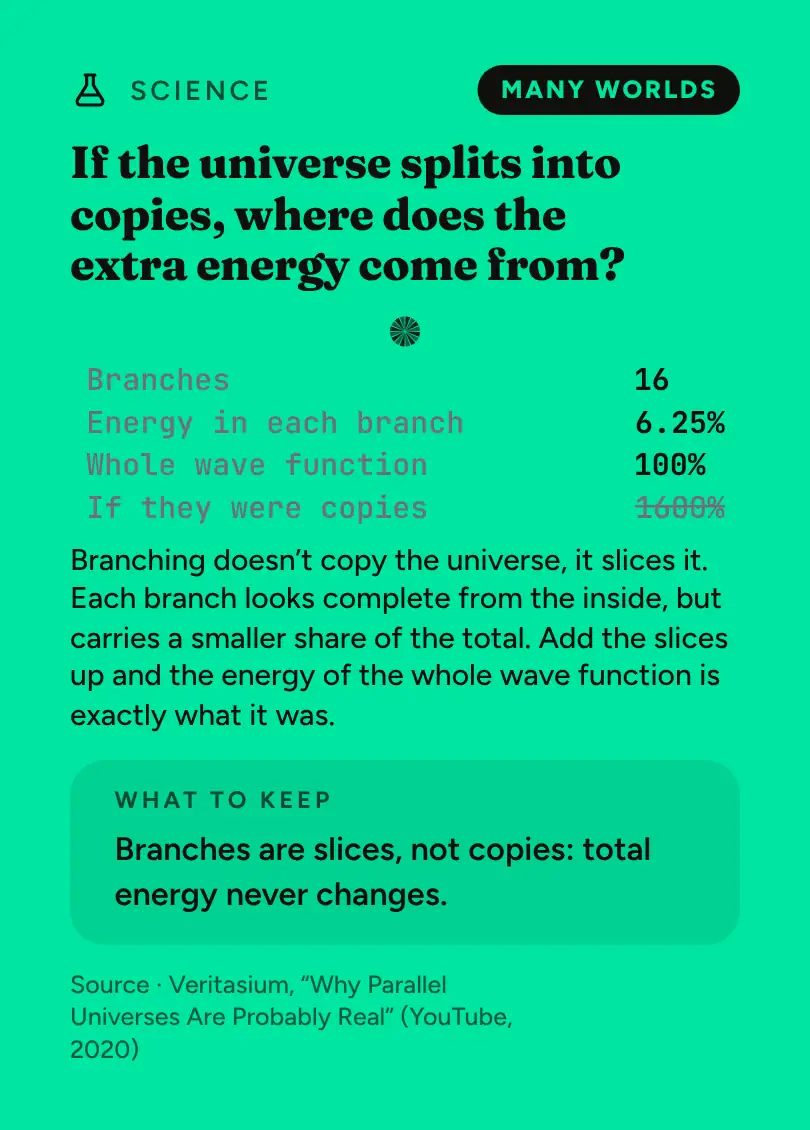 SCIENCE
MANY WORLDS
If the universe splits into
copies, where does the
extra energy come from?
Branches 16
Energy in each branch 6.25%
Whole wave function 100%
If they were copies 1600%
Branching doesn’t copy the universe, it slices it.
Each branch looks complete from the inside, but
carries a smaller share of the total. Add the slices
up and the energy of the whole wave function is
exactly what it was.
WHAT TO KEEP
Branches are slices, not copies: total
energy never changes.
Source · Veritasium, “Why Parallel
Universes Are Probably Real” (YouTube,
2020)